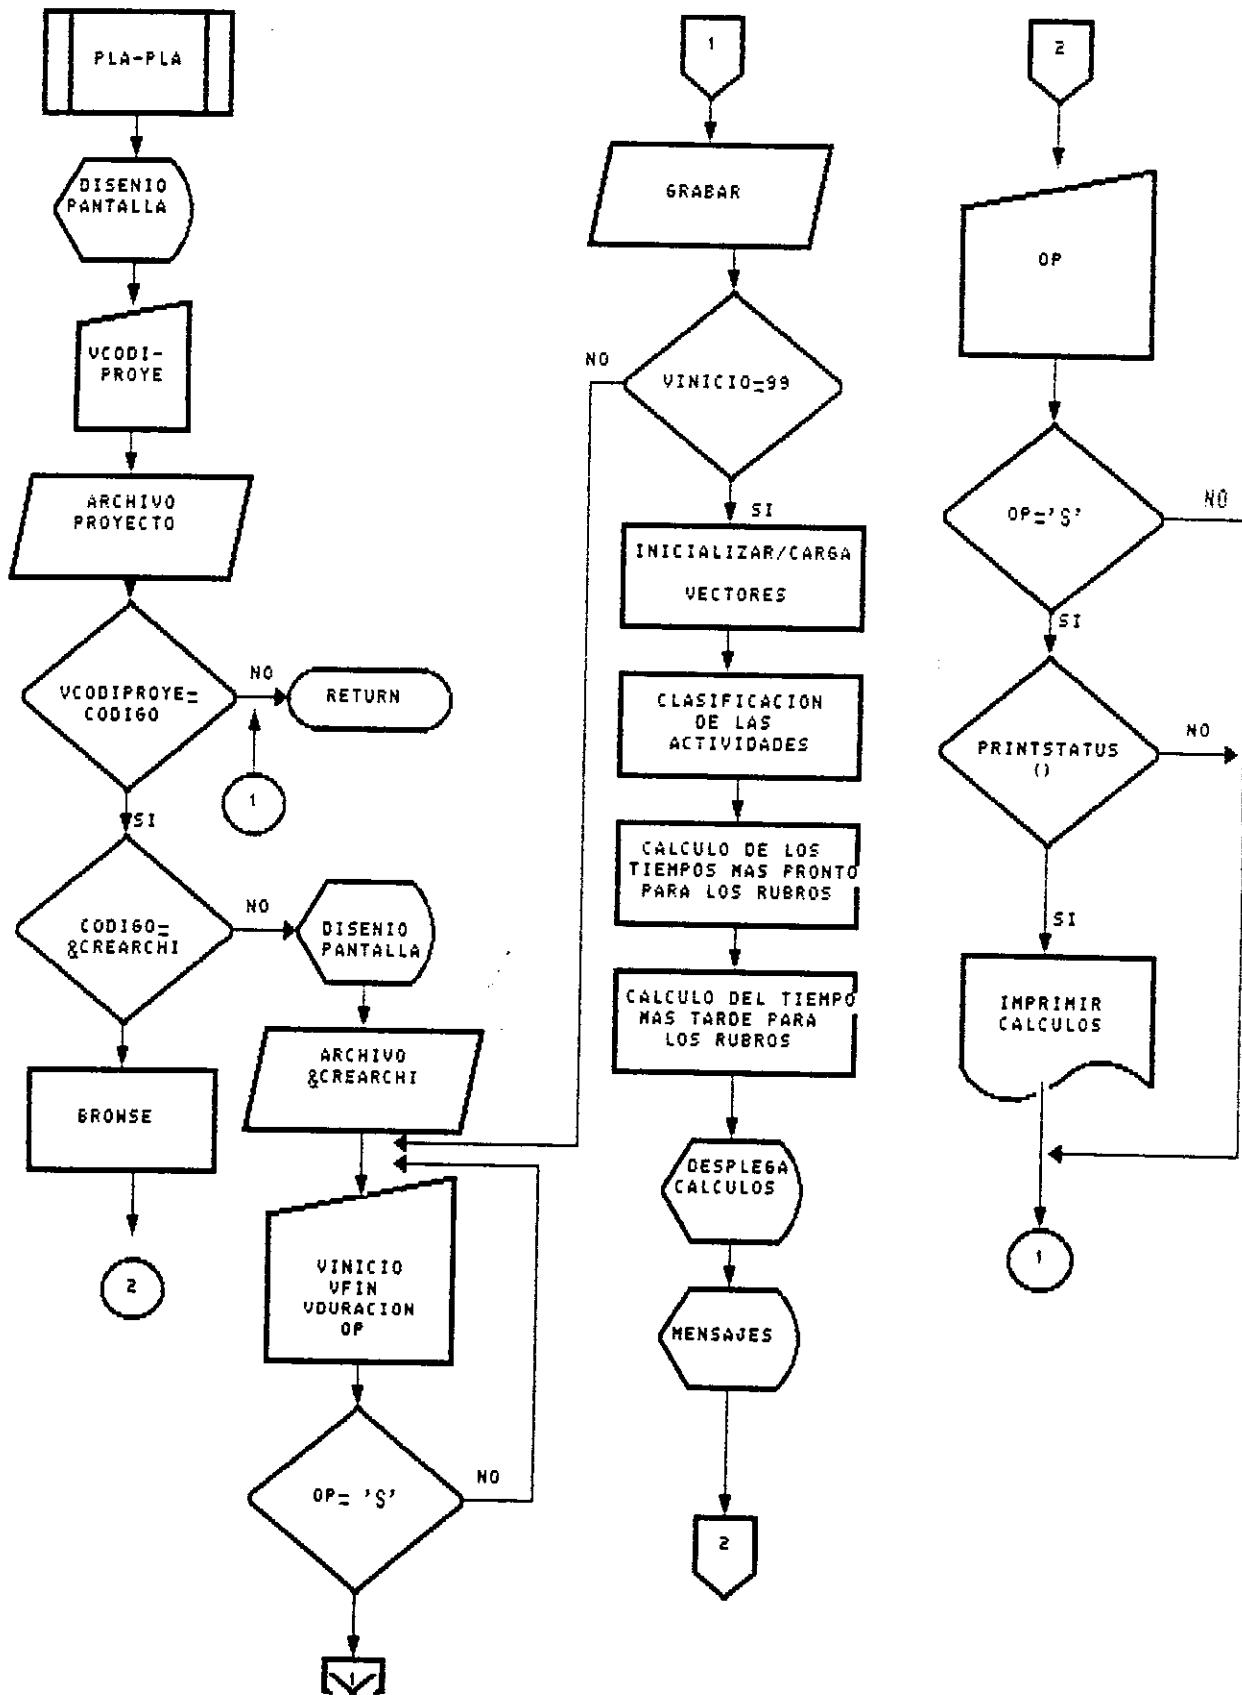 PLA-PLA
DISENIO
PANTALLA
VCODI-
PROYE
ARCHIVO
PROYECTO
VCODIPROYE=
CODIGO
NO
RETURN
1
SI
CODIGO=
&CREARCHI
NO
DISENIO
PANTALLA
BROWSE
2
ARCHIVO
&CREARCHI
VINICIO
VFIN
VDURACION
OP
OP= 'S'
NO
1
1
GRABAR
VINICIO=99
NO
SI
INICIALIZAR/CARGA
VECTORES
CLASIFICACION
DE LAS
ACTIVIDADES
CALCULO DE LOS
TIEMPOS MAS PRONTO
PARA LOS RUBROS
CALCULO DEL TIEMPO
MAS TARDE PARA
LOS RUBROS
DESPLEGA
CALCULOS
MENSAJES
2
2
OP
OP='S'
NO
SI
PRINTSTATUS
()
NO
SI
IMPRIMIR
CALCULOS
1